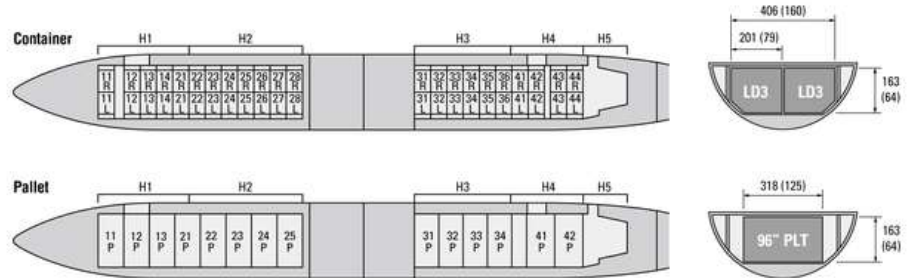 Container
H1 H2 H3 H4 H5
11 12 13 14 21 22 23 24 25 26 27 28 31 32 33 34 35 36 41 42 43 44
R R R R R R R R R R R R R R R R R R R R R R
11 12 13 14 21 22 23 24 25 26 27 28 31 32 33 34 35 36 41 42 43 44
L L L L L L L L L L L L L L L L L L L L L L
406 (160)
201 (79)
LD3 LD3
163
(64)
Pallet
H1 H2 H3 H4 H5
11 12 13 21 22 23 24 25 31 32 33 34 41 42
P P P P P P P P P P P P P P
318 (125)
96" PLT
163
(64)